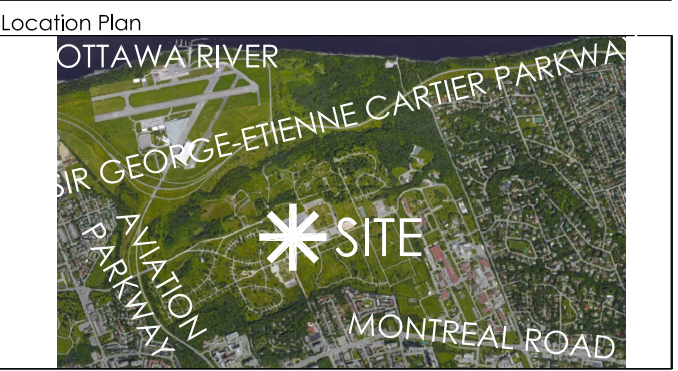 Location Plan
OTTAWA RIVER
SIR GEORGE-ETIENNE CARTIER PARKWA
SITE
AVIATION
PARKWAY
MONTREAL ROAD